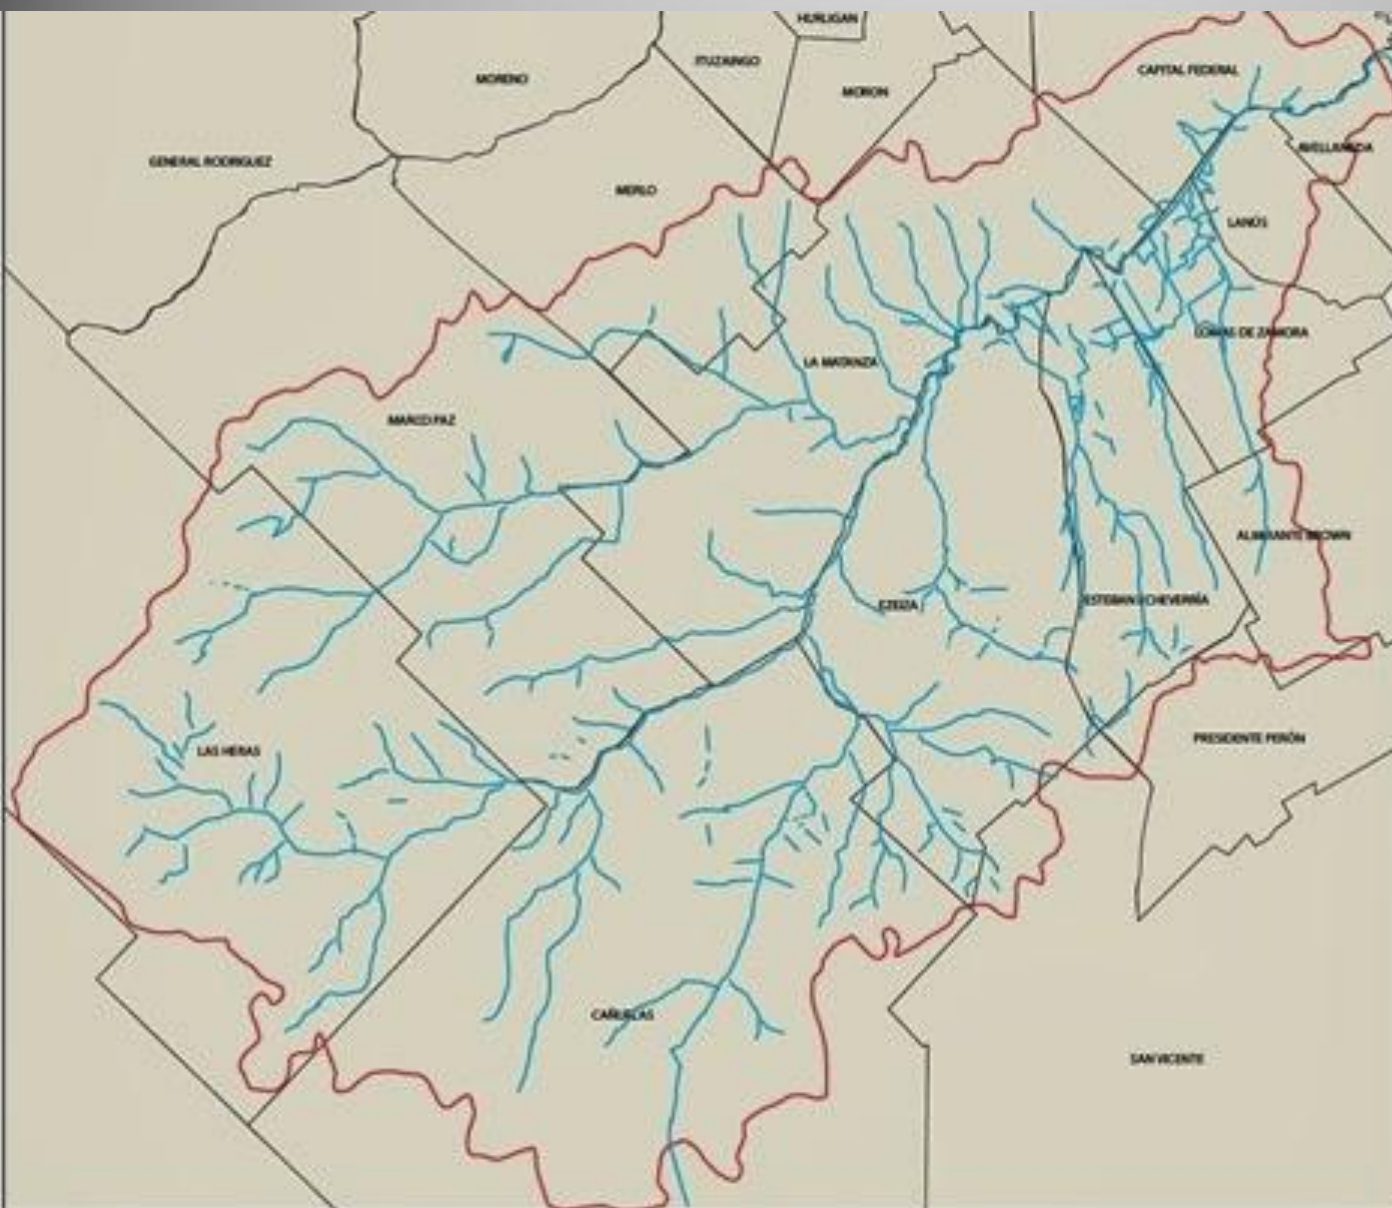 HURLIGAN
ITUZAINGO
CAPITAL FEDERAL
MORENO
MORON
AVELLANEDA
GENERAL RODRIGUEZ
MERLO
LANÚS
LOMAS DE ZAMORA
LA MATANZA
MARCO PAZ
ALMIRANTE BROWN
EZEIZA
ESTEBAN ECHEVERRÍA
PRESIDENTE PERÓN
LAS HERAS
CAÑUELAS
SAN VICENTE